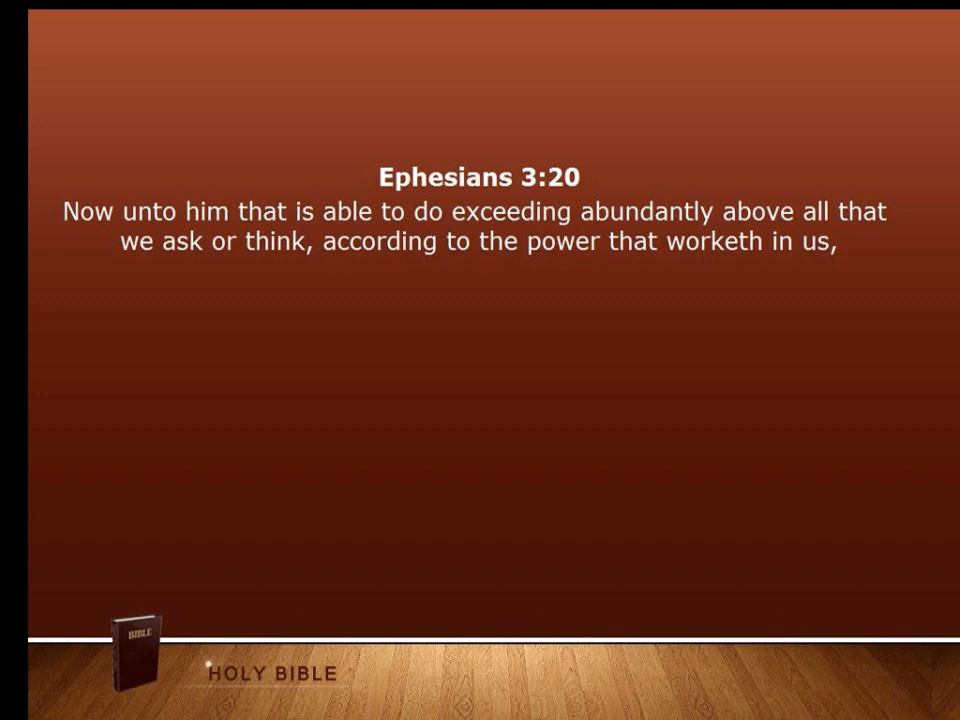 Ephesians 3:20
Now unto him that is able to do exceeding abundantly above all that
we ask or think, according to the power that worketh in us,
BIBLE
HOLY BIBLE